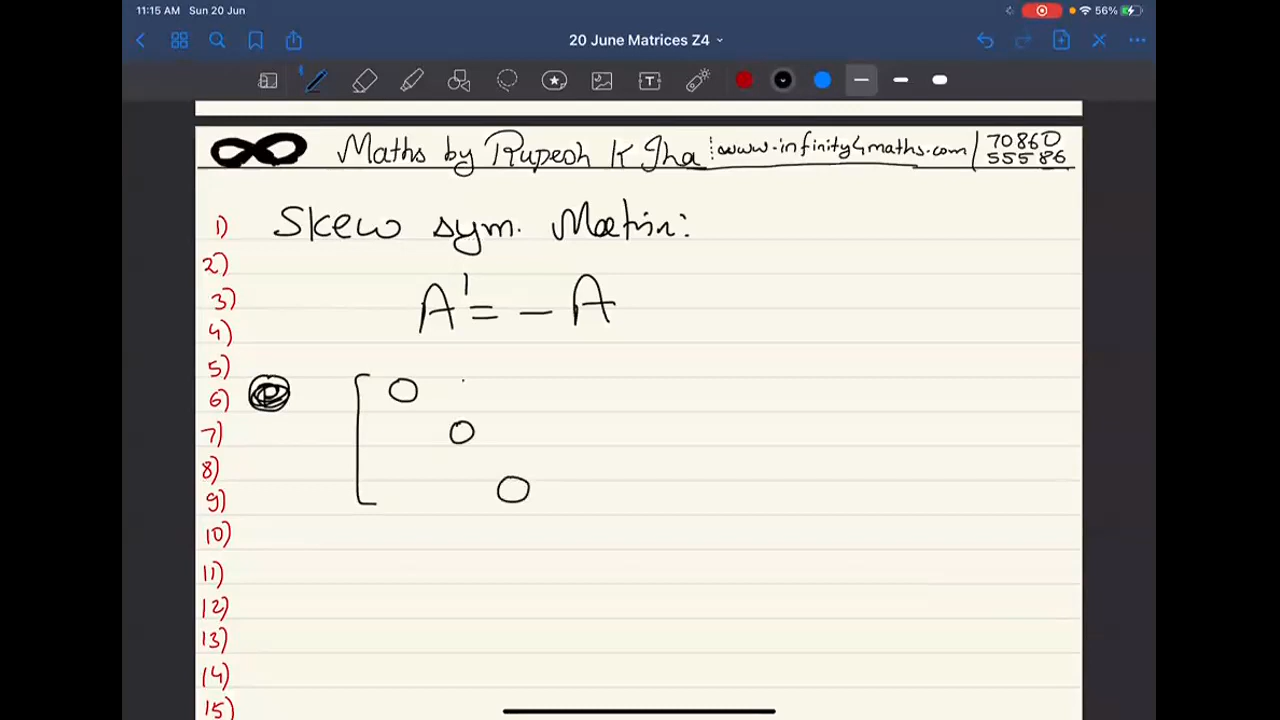 11:15 AM Sun 20 Jun 56%
20 June Matrices Z4
Maths by Rupesh K Jha www.infinity4maths.com 70860 55586
1) Skew sym. Matrix:
2)
3) A' = - A
4)
5)
6) 0
7) 0
8)
9) 0
10)
11)
12)
13)
14)
15)